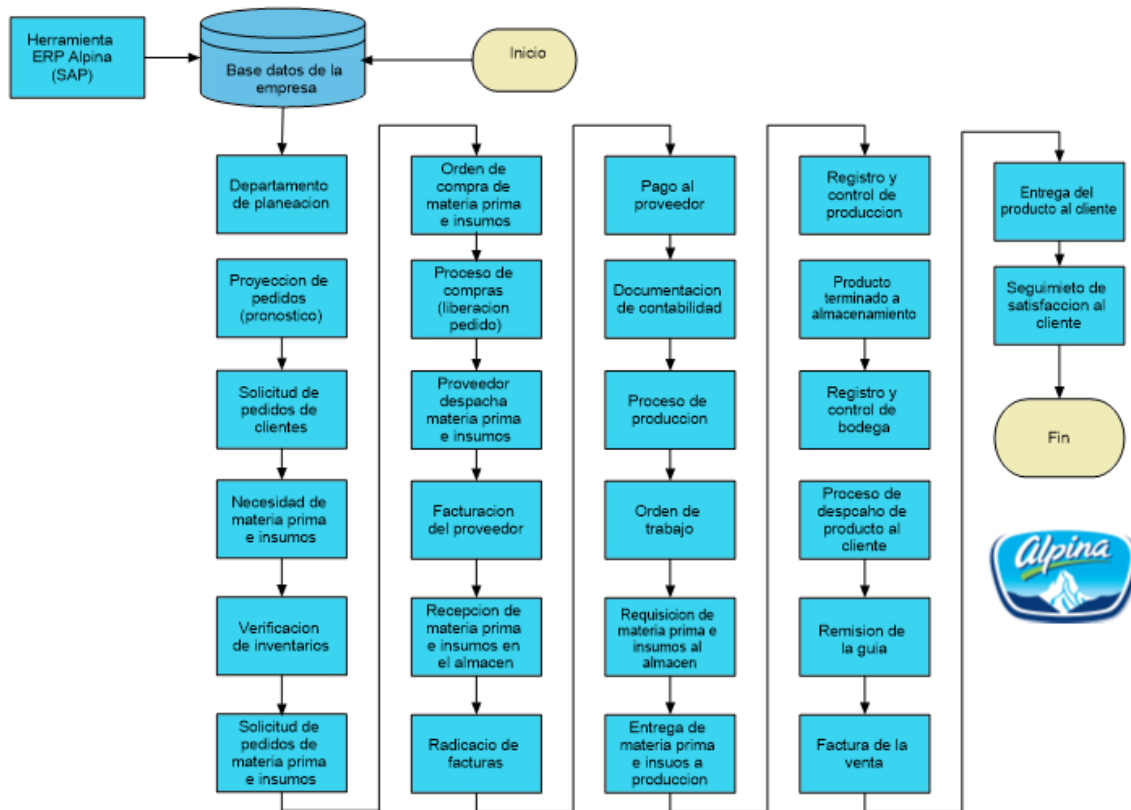 Herramienta
ERP Alpina
(SAP)
Base datos de la
empresa
Inicio
Departamento
de planeacion
Proyeccion de
pedidos
(pronostico)
Solicitud de
pedidos de
clientes
Necesidad de
materia prima
e insumos
Verificacion
de inventarios
Solicitud de
pedidos de
materia prima
e insumos
Orden de
compra de
materia prima
e insumos
Proceso de
compras
(liberacion
pedido)
Proveedor
despacha
materia prima
e insumos
Facturacion
del proveedor
Recepcion de
materia prima
e insumos en
el almacen
Radicacio de
facturas
Pago al
proveedor
Documentacion
de contabilidad
Proceso de
produccion
Orden de
trabajo
Requisicion de
materia prima e
insumos al
almacen
Entrega de
materia prima
e insuos a
produccion
Registro y
control de
produccion
Producto
terminado a
almacenamiento
Registro y
control de
bodega
Proceso de
despcaho de
producto al
cliente
Remision de
la guia
Factura de la
venta
Entrega del
producto al cliente
Seguimieto de
satisfaccion al
cliente
Fin
alpina